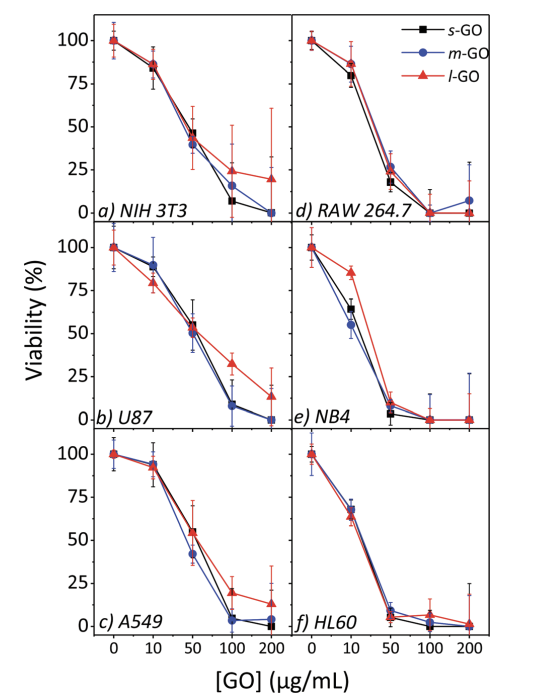 s-GO
m-GO
l-GO
100
75
50
25
0
a) NIH 3T3
d) RAW 264.7
100
75
50
25
0
b) U87
e) NB4
100
75
50
25
0
c) A549
f) HL60
0 10 50 100 200 0 10 50 100 200
Viability (%)
[GO] (μg/mL)